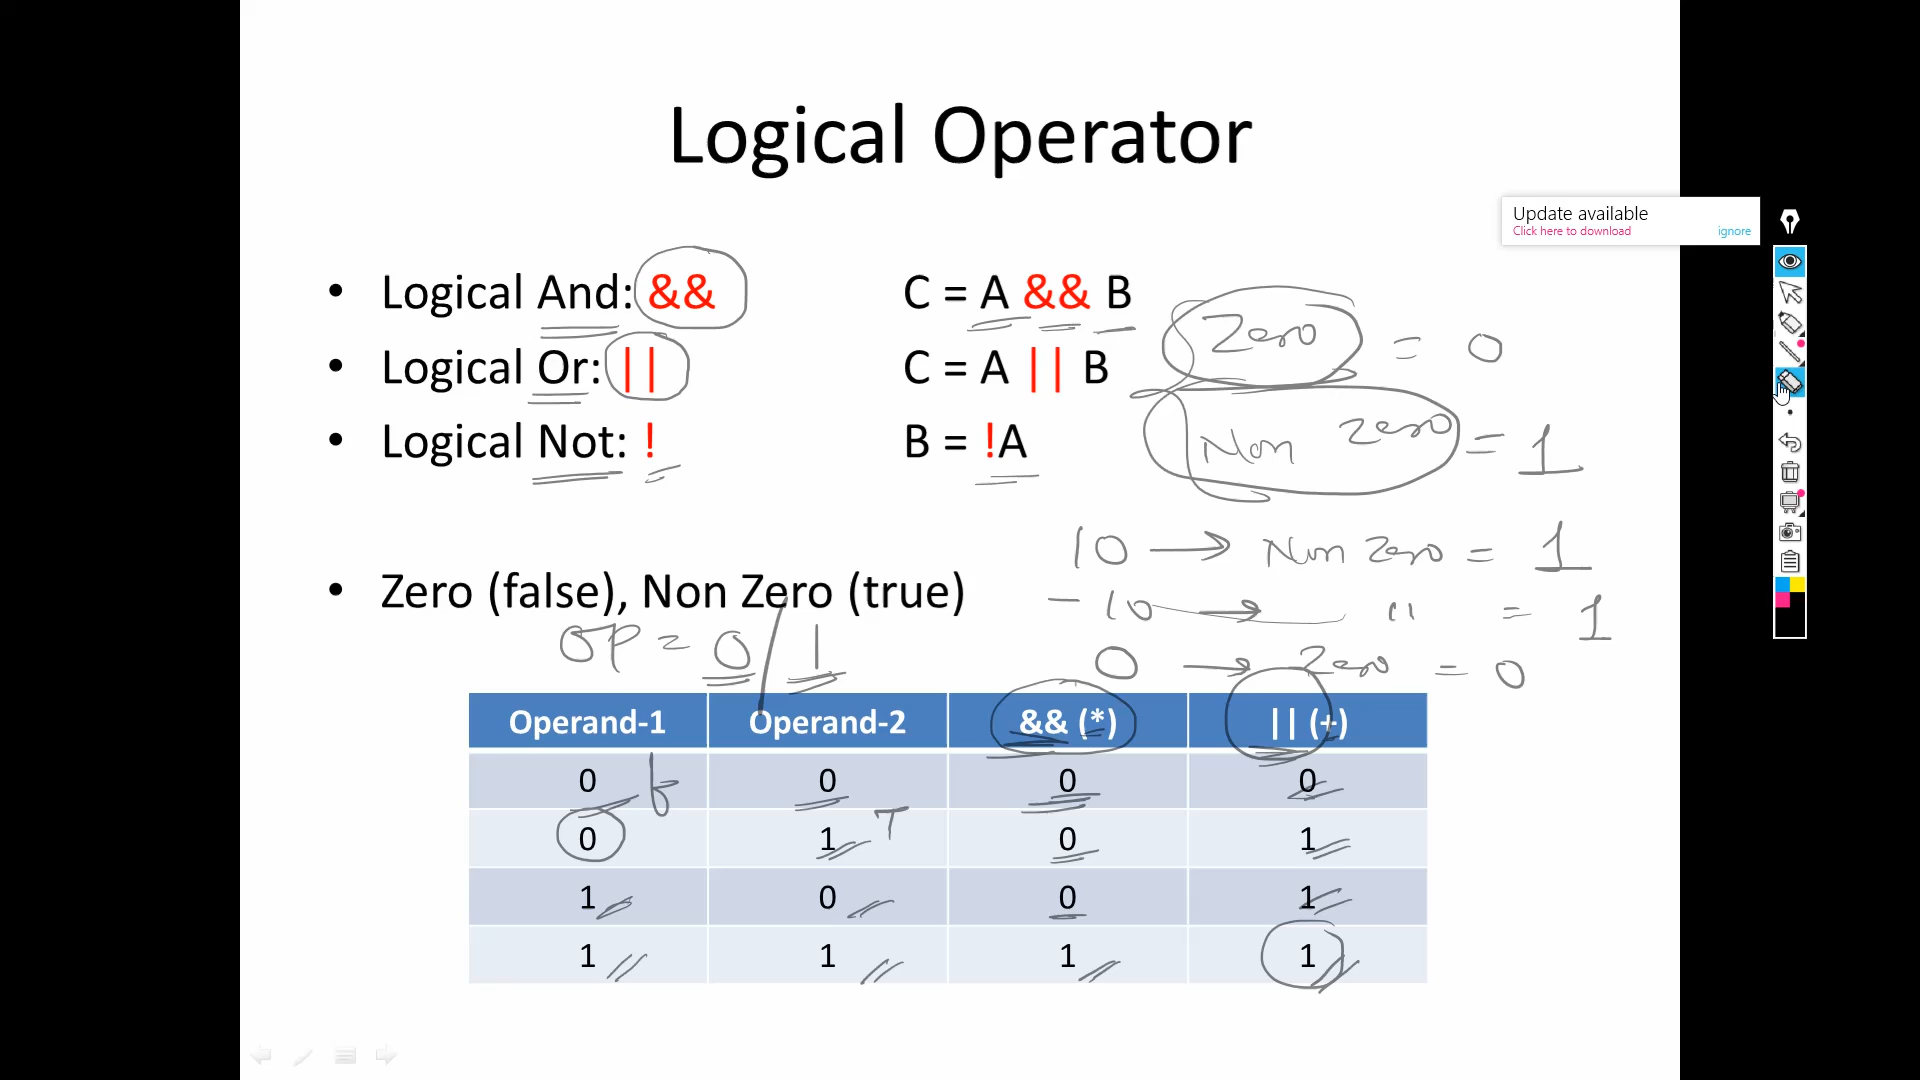 Logical Operator
Update available
Click here to download
ignore
• Logical And: && C = A && B
Zero = 0
• Logical Or: || C = A || B
Non Zero = 1
• Logical Not: ! B = !A
10 → Non Zero = 1
• Zero (false), Non Zero (true)
- 10 → " = 1
OP = 0 / 1
0 → Zero = 0
Operand-1 Operand-2 && (*) || (+)
0 f 0 0 0
0 1 T 0 1
1 0 0 1
1 1 1 1